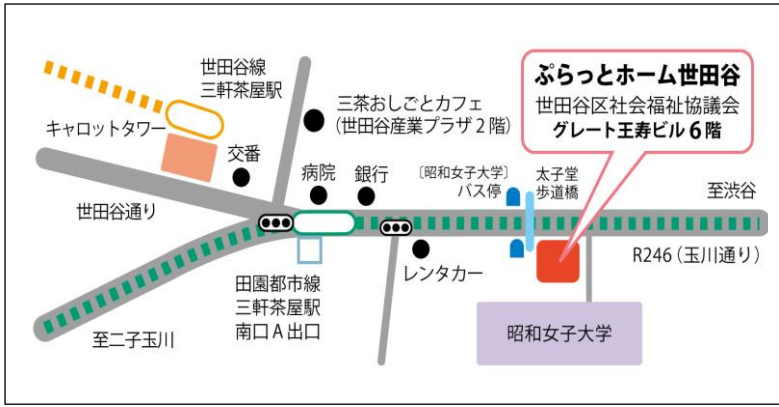 世田谷線
三軒茶屋駅
キャロットタワー
交番
世田谷通り
至二子玉川
三茶おしごとカフェ
(世田谷産業プラザ2階)
病院
銀行
田園都市線
三軒茶屋駅
南口A出口
レンタカー
〔昭和女子大学〕
バス停
太子堂
歩道橋
ぷらっとホーム世田谷
世田谷区社会福祉協議会
グレート王寿ビル6階
至渋谷
R246(玉川通り)
昭和女子大学